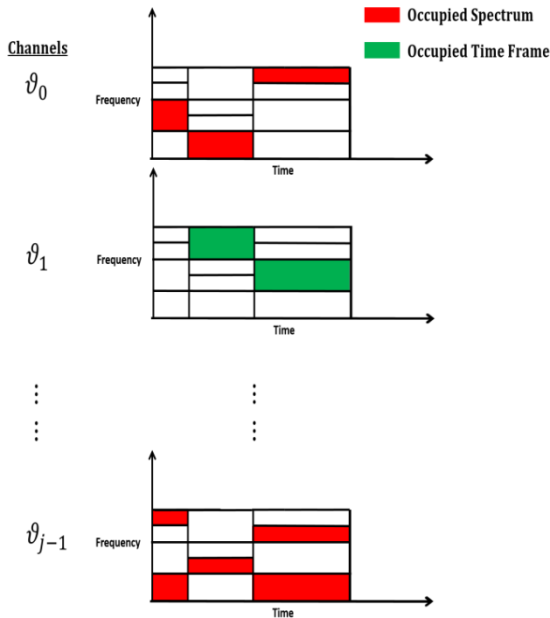 Occupied Spectrum
Channels
Occupied Time Frame
ϑ0
Frequency
Time
ϑ1
Frequency
Time
ϑj−1
Frequency
Time